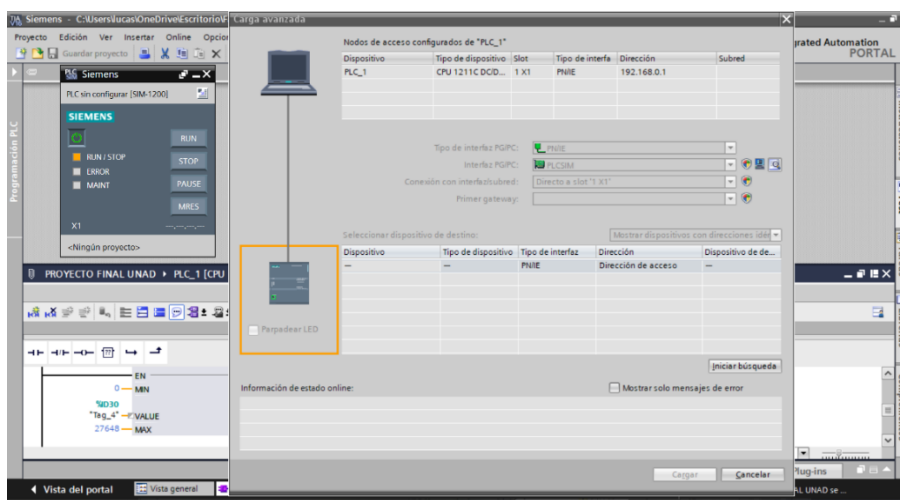 Siemens - C:\Users\lucas\OneDrive\Escritorio\P
Carga avanzada
Proyecto Edición Ver Insertar Online Opcio
Guardar proyecto
rated Automation
PORTAL
Siemens
PLC sin configurar [SIM-1200]
SIEMENS
RUN
RUN / STOP
STOP
ERROR
MAINT
PAUSE
MRES
X1
<Ningún proyecto>
Programación PLC
Nodos de acceso configurados de "PLC_1"
Dispositivo Tipo de dispositivo Slot Tipo de interfa Dirección Subred
PLC_1 CPU 1211C DC/D... 1 X1 PN/IE 192.168.0.1
Tipo de interfaz PG/PC: PN/IE
Interfaz PG/PC: PLCSIM
Conexión con interfaz/subred: Directo a slot '1 X1'
Primer gateway:
Seleccionar dispositivo de destino: Mostrar dispositivos con direcciones idé
Dispositivo Tipo de dispositivo Tipo de interfaz Dirección Dispositivo de de...
— — PN/IE Dirección de acceso —
Parpadear LED
Iniciar búsqueda
Información de estado online: Mostrar solo mensajes de error
Cargar Cancelar
PROYECTO FINAL UNAD PLC_1 [CPU
EN
0 MIN
%ID30
"Tag_4" VALUE
27648 MAX
Plug-ins
Vista del portal Vista general
AL UNAD se ...